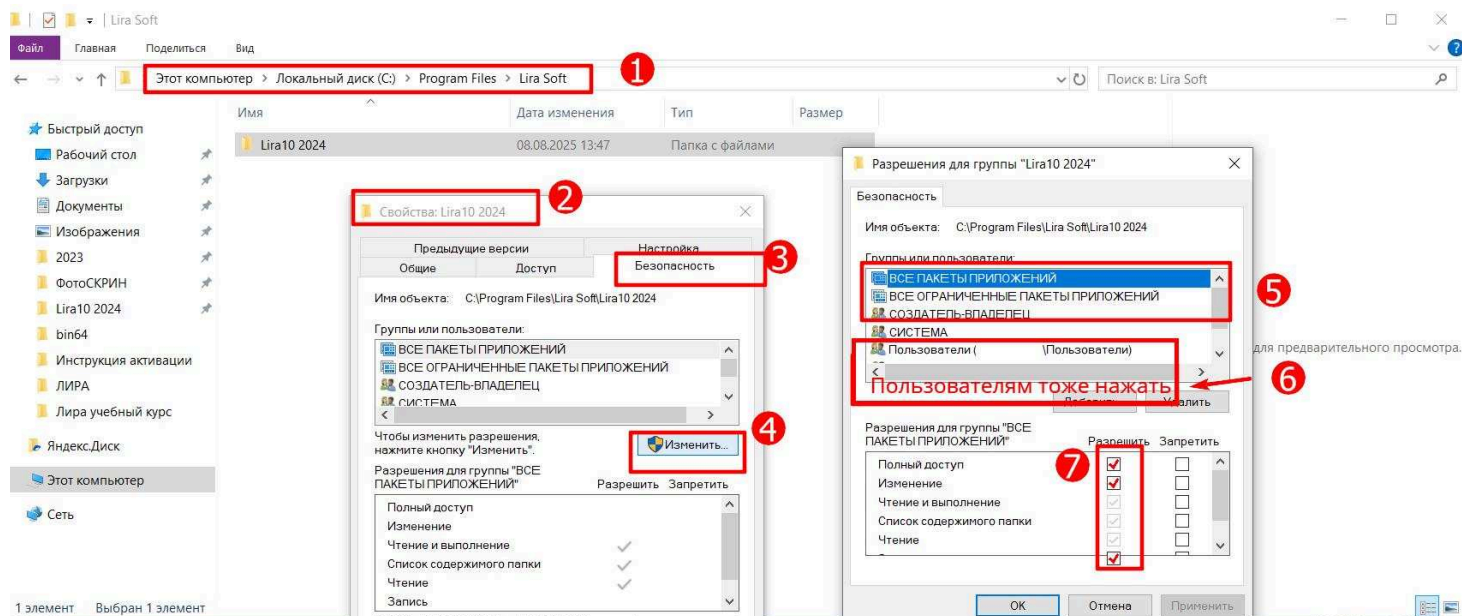 Lira Soft
Файл Главная Поделиться Вид
Этот компьютер > Локальный диск (C:) > Program Files > Lira Soft
1
Поиск в: Lira Soft
Имя Дата изменения Тип Размер
Lira10 2024 08.08.2025 13:47 Папка с файлами
Быстрый доступ
Рабочий стол
Загрузки
Документы
Изображения
2023
ФотоСКРИН
Lira10 2024
bin64
Инструкция активации
ЛИРА
Лира учебный курс
Яндекс.Диск
Этот компьютер
Сеть
1 элемент Выбран 1 элемент
Свойства: Lira10 2024
2
Предыдущие версии Настройка
Общие Доступ Безопасность
3
Имя объекта: C:\Program Files\Lira Soft\Lira10 2024
Группы или пользователи:
ВСЕ ПАКЕТЫ ПРИЛОЖЕНИЙ
ВСЕ ОГРАНИЧЕННЫЕ ПАКЕТЫ ПРИЛОЖЕНИЙ
СОЗДАТЕЛЬ-ВЛАДЕЛЕЦ
СИСТЕМА
Чтобы изменить разрешения,
нажмите кнопку "Изменить".
Изменить...
4
Разрешения для группы "ВСЕ
ПАКЕТЫ ПРИЛОЖЕНИЙ" Разрешить Запретить
Полный доступ
Изменение
Чтение и выполнение
Список содержимого папки
Чтение
Запись
Разрешения для группы "Lira10 2024"
Безопасность
Имя объекта: C:\Program Files\Lira Soft\Lira10 2024
Группы или пользователи:
ВСЕ ПАКЕТЫ ПРИЛОЖЕНИЙ
ВСЕ ОГРАНИЧЕННЫЕ ПАКЕТЫ ПРИЛОЖЕНИЙ
СОЗДАТЕЛЬ-ВЛАДЕЛЕЦ
5
СИСТЕМА
Пользователи ( \Пользователи)
для предварительного просмотра.
Пользователям тоже нажать
6
Удалить
Разрешения для группы "ВСЕ
ПАКЕТЫ ПРИЛОЖЕНИЙ" Разрешить Запретить
7
Полный доступ
Изменение
Чтение и выполнение
Список содержимого папки
Чтение
ОК Отмена Применить